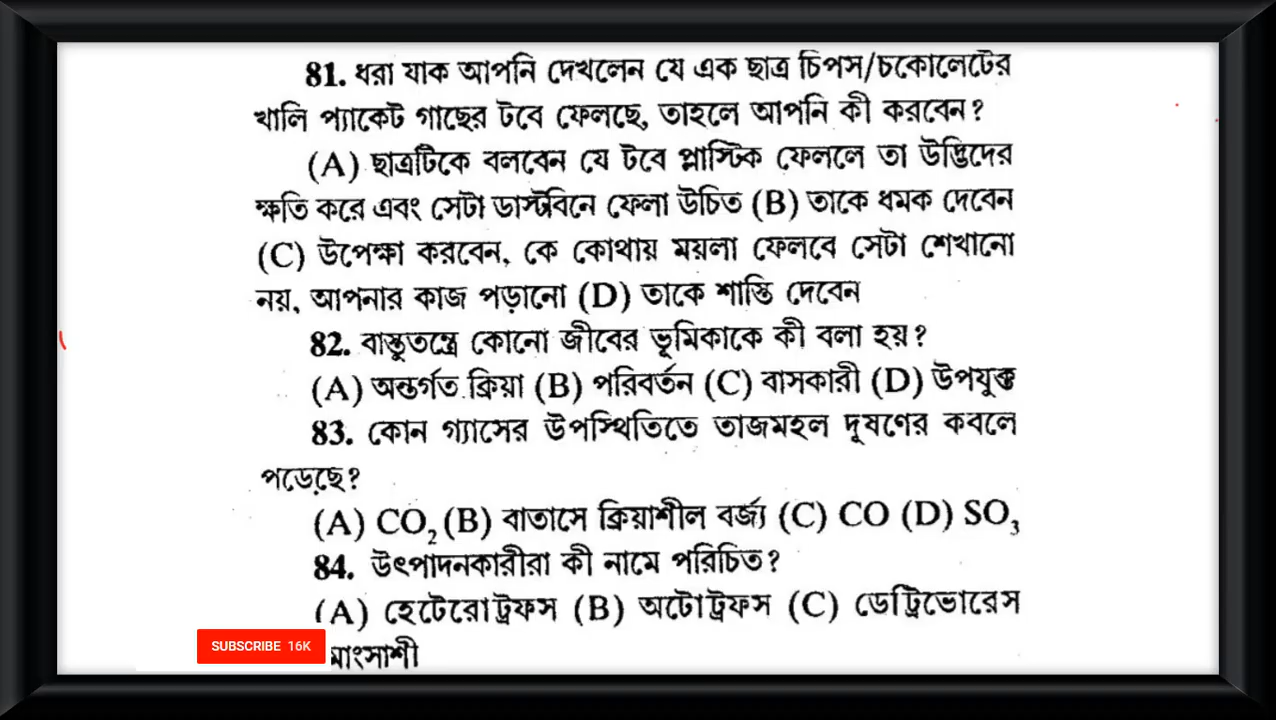 81. ধরা যাক আপনি দেখলেন যে এক ছাত্র চিপস/চকোলেটের
খালি প্যাকেট গাছের টবে ফেলছে, তাহলে আপনি কী করবেন?
(A) ছাত্রটিকে বলবেন যে টবে প্লাস্টিক ফেললে তা উদ্ভিদের
ক্ষতি করে এবং সেটা ডাস্টবিনে ফেলা উচিত (B) তাকে ধমক দেবেন
(C) উপেক্ষা করবেন, কে কোথায় ময়লা ফেলবে সেটা শেখানো
নয়, আপনার কাজ পড়ানো (D) তাকে শাস্তি দেবেন
82. বাস্তুতন্ত্রে কোনো জীবের ভূমিকাকে কী বলা হয়?
(A) অন্তর্গত ক্রিয়া (B) পরিবর্তন (C) বাসকারী (D) উপযুক্ত
83. কোন গ্যাসের উপস্থিতিতে তাজমহল দূষণের কবলে
পড়েছে?
(A) CO₂ (B) বাতাসে ক্রিয়াশীল বর্জ্য (C) CO (D) SO₃
84. উৎপাদনকারীরা কী নামে পরিচিত?
(A) হেটেরোট্রফস (B) অটোট্রফস (C) ডেট্রিভোরেস
মাংসাশী
SUBSCRIBE 16K